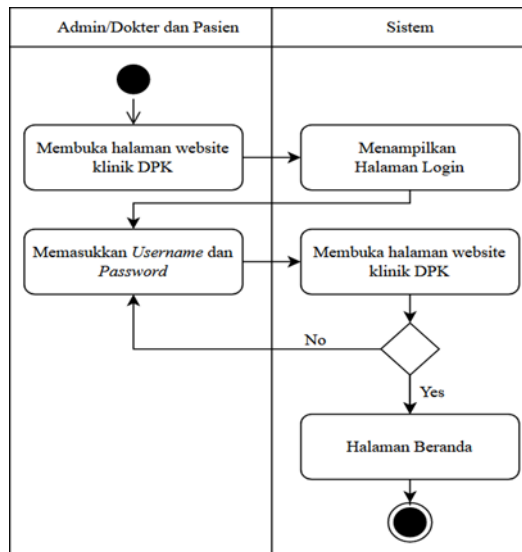 Admin/Dokter dan Pasien
Sistem
Membuka halaman website
klinik DPK
Menampilkan
Halaman Login
Memasukkan Username dan
Password
Membuka halaman website
klinik DPK
No
Yes
Halaman Beranda